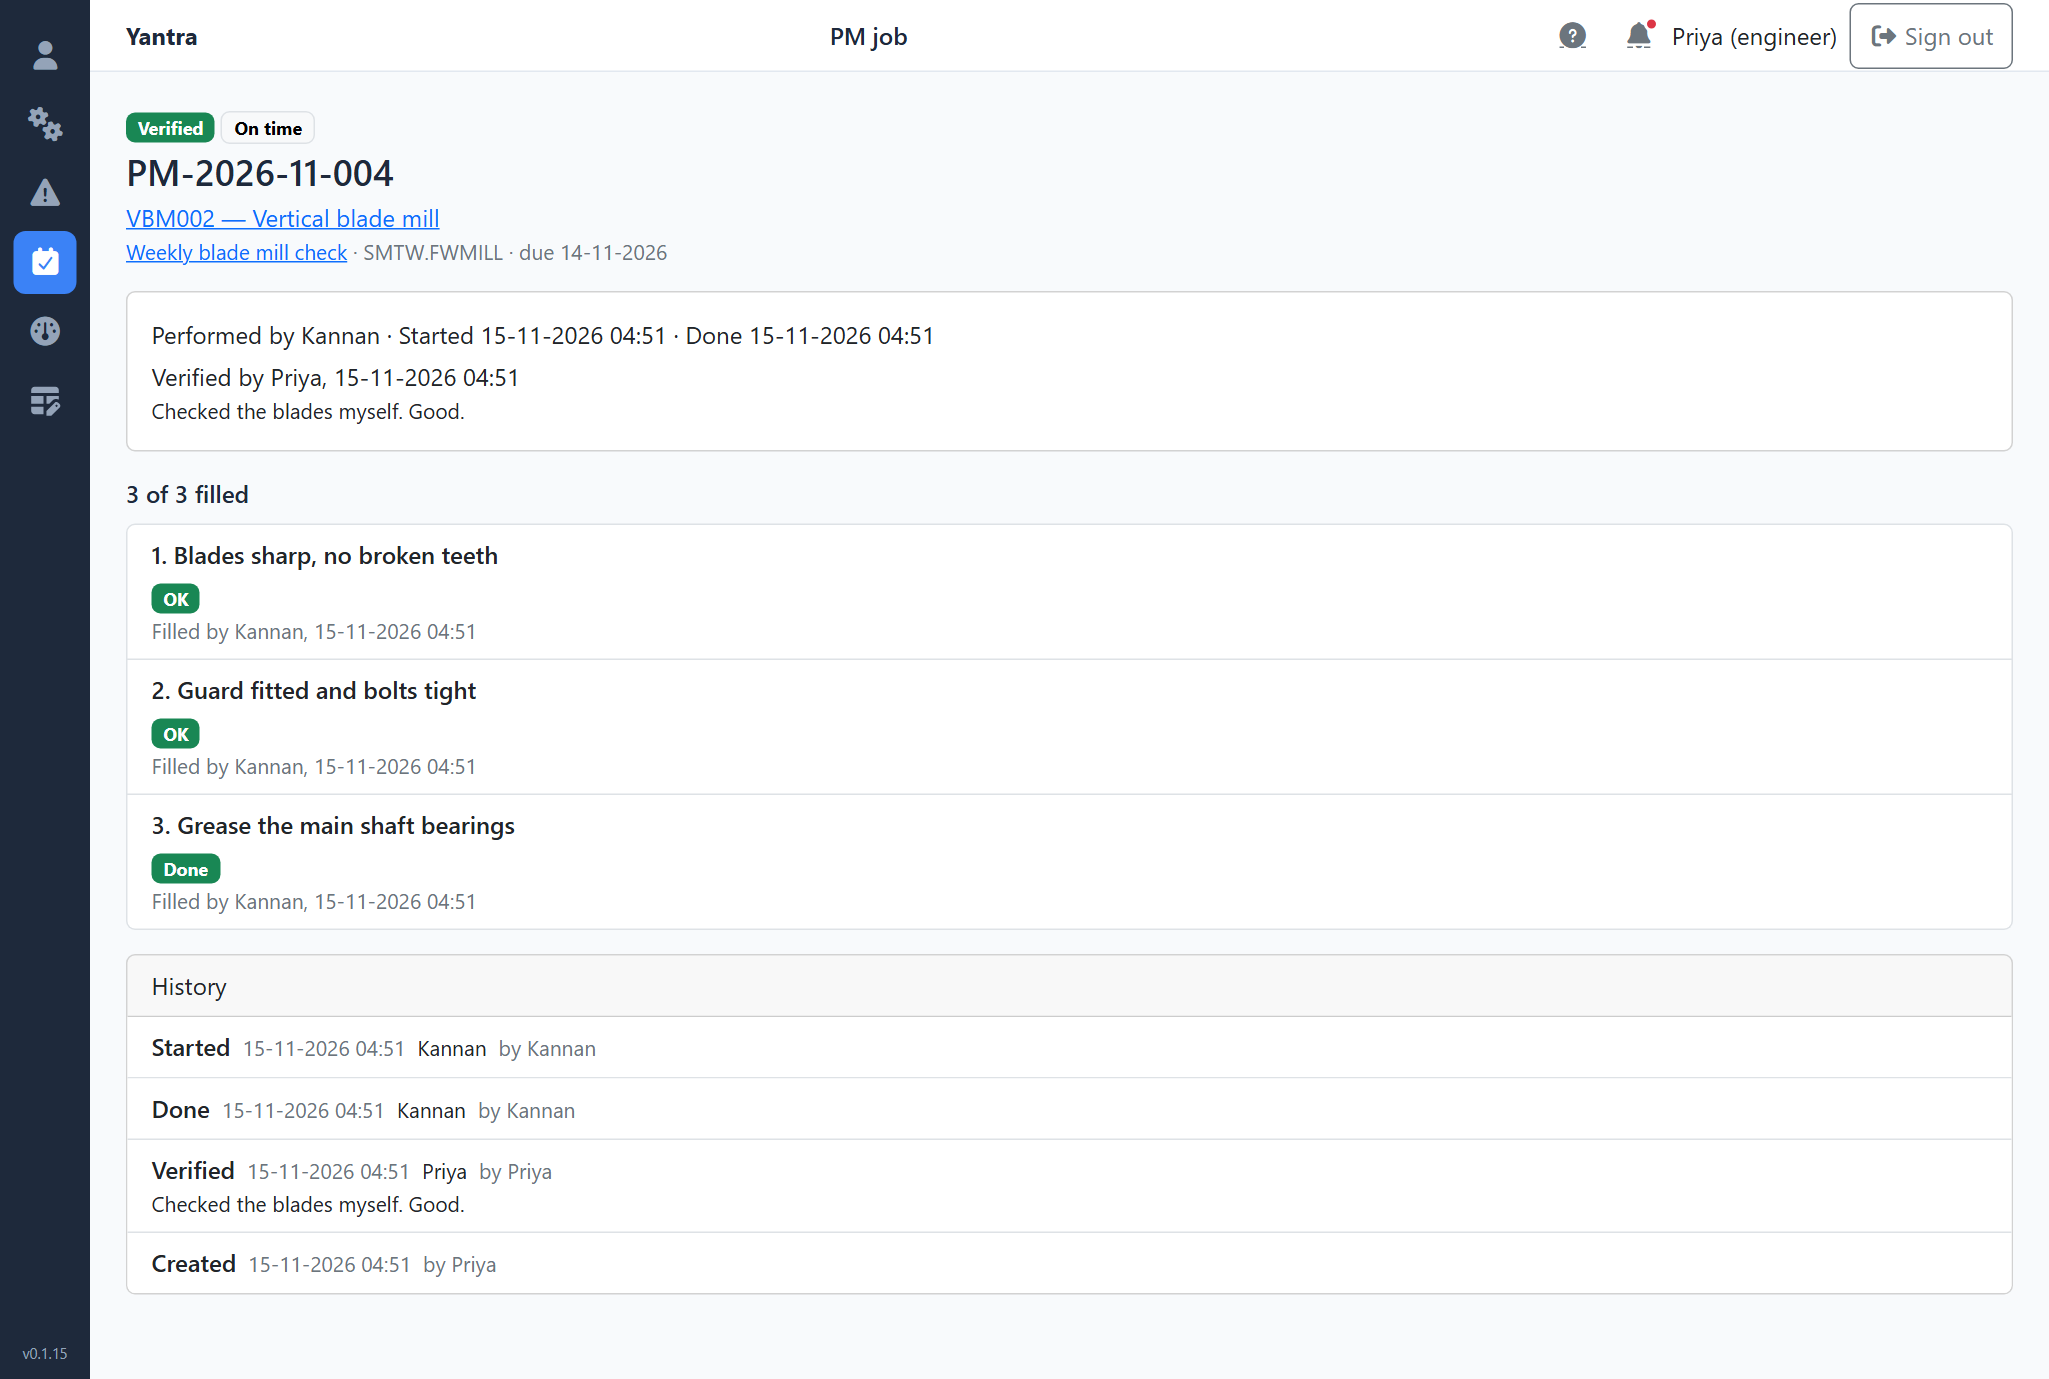 Yantra
PM job
Priya (engineer)
Sign out
Verified
On time
PM-2026-11-004
VBM002 — Vertical blade mill
Weekly blade mill check · SMTW.FWMILL · due 14-11-2026
Performed by Kannan · Started 15-11-2026 04:51 · Done 15-11-2026 04:51
Verified by Priya, 15-11-2026 04:51
Checked the blades myself. Good.
3 of 3 filled
1. Blades sharp, no broken teeth
OK
Filled by Kannan, 15-11-2026 04:51
2. Guard fitted and bolts tight
OK
Filled by Kannan, 15-11-2026 04:51
3. Grease the main shaft bearings
Done
Filled by Kannan, 15-11-2026 04:51
History
Started 15-11-2026 04:51 Kannan by Kannan
Done 15-11-2026 04:51 Kannan by Kannan
Verified 15-11-2026 04:51 Priya by Priya
Checked the blades myself. Good.
Created 15-11-2026 04:51 by Priya
v0.1.15